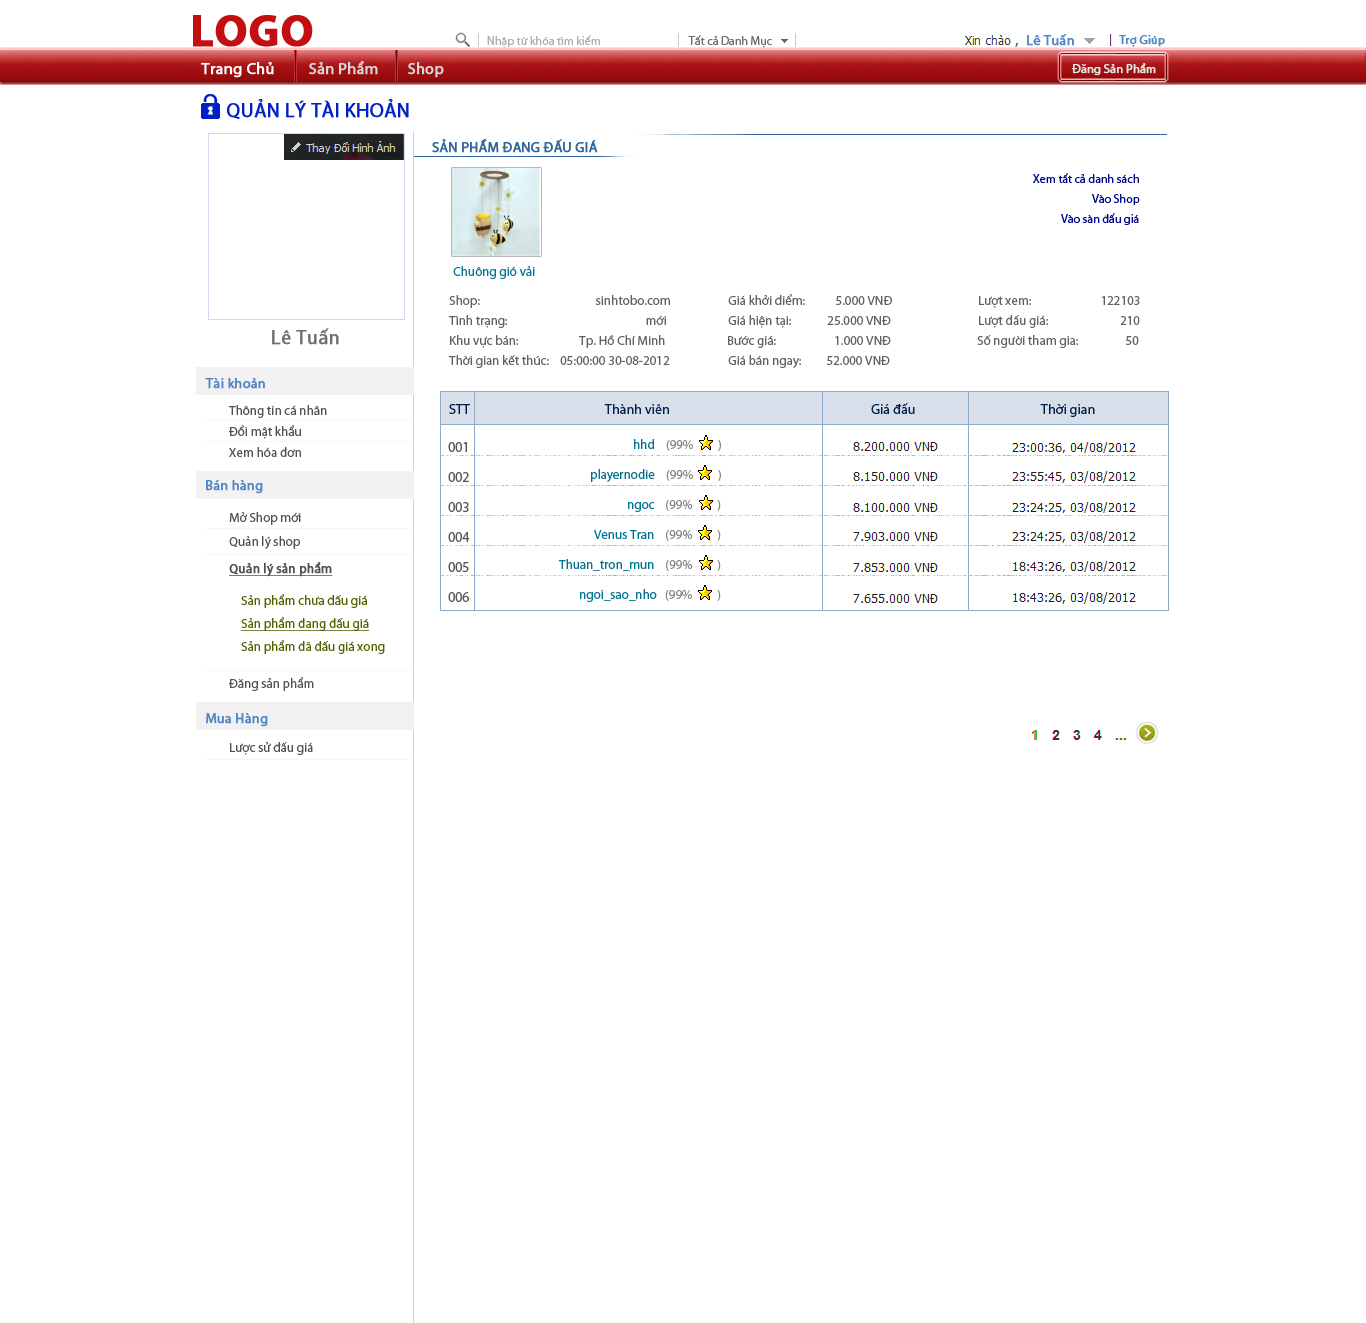 LOGO
Nhập từ khóa tìm kiếm
Tất cả Danh Mục
Xin chào , Lê Tuấn | Trợ Giúp
Trang Chủ
Sản Phẩm
Shop
Đăng Sản Phẩm
QUẢN LÝ TÀI KHOẢN
Thay Đổi Hình Ảnh
Lê Tuấn
Tài khoản
Thông tin cá nhân
Đổi mật khẩu
Xem hóa đơn
Bán hàng
Mở Shop mới
Quản lý shop
Quản lý sản phẩm
Sản phẩm chưa đấu giá
Sản phẩm đang đấu giá
Sản phẩm đã đấu giá xong
Đăng sản phẩm
Mua Hàng
Lược sử đấu giá
SẢN PHẨM ĐANG ĐẤU GIÁ
Xem tất cả danh sách
Vào Shop
Vào sàn đấu giá
Chuông gió vải
Shop: sinhtobo.com Giá khởi điểm: 5.000 VNĐ Lượt xem: 122103
Tình trạng: mới Giá hiện tại: 25.000 VNĐ Lượt đấu giá: 210
Khu vực bán: Tp. Hồ Chí Minh Bước giá: 1.000 VNĐ Số người tham gia: 50
Thời gian kết thúc: 05:00:00 30-08-2012 Giá bán ngay: 52.000 VNĐ
STT Thành viên Giá đấu Thời gian
001 hhd (99% ) 8.200.000 VNĐ 23:00:36, 04/08/2012
002 playernodie (99% ) 8.150.000 VNĐ 23:55:45, 03/08/2012
003 ngoc (99% ) 8.100.000 VNĐ 23:24:25, 03/08/2012
004 Venus Tran (99% ) 7.903.000 VNĐ 23:24:25, 03/08/2012
005 Thuan_tron_mun (99% ) 7.853.000 VNĐ 18:43:26, 03/08/2012
006 ngoi_sao_nho (99% ) 7.655.000 VNĐ 18:43:26, 03/08/2012
1 2 3 4 ...